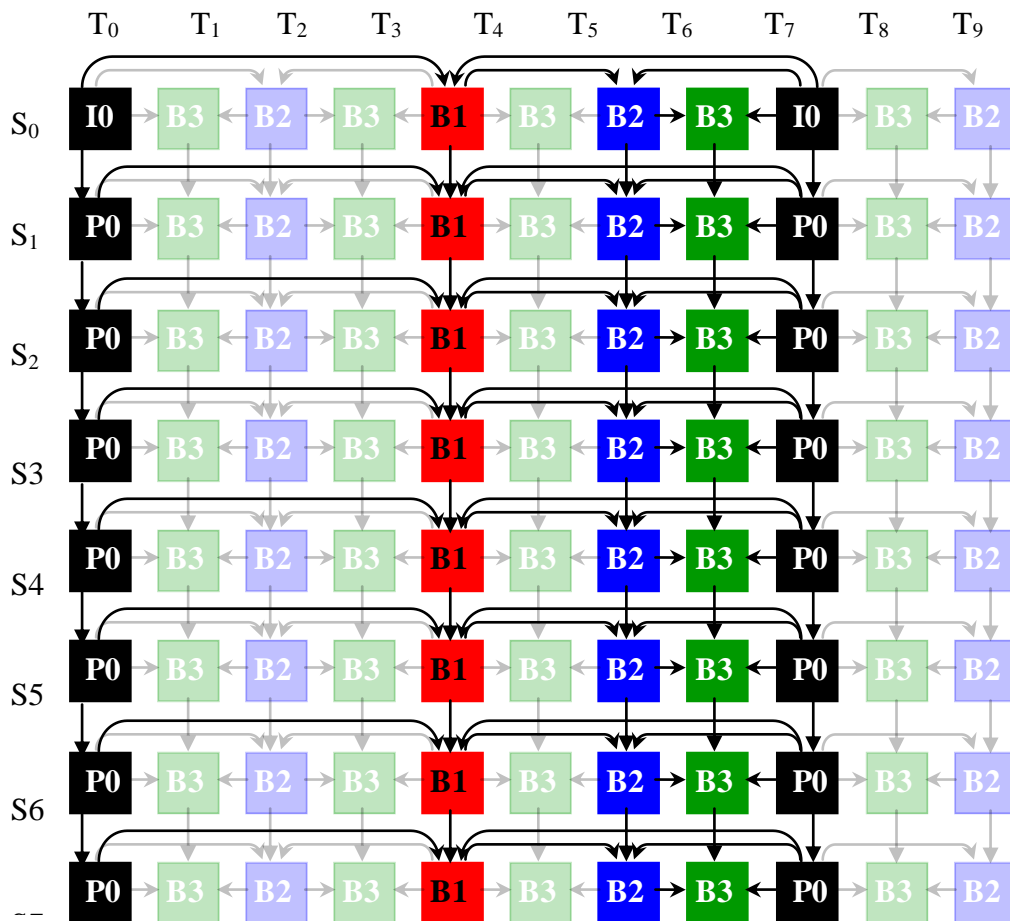 T0 T1 T2 T3 T4 T5 T6 T7 T8 T9
S0 I0 B3 B2 B3 B1 B3 B2 B3 I0 B3 B2
S1 P0 B3 B2 B3 B1 B3 B2 B3 P0 B3 B2
S2 P0 B3 B2 B3 B1 B3 B2 B3 P0 B3 B2
S3 P0 B3 B2 B3 B1 B3 B2 B3 P0 B3 B2
S4 P0 B3 B2 B3 B1 B3 B2 B3 P0 B3 B2
S5 P0 B3 B2 B3 B1 B3 B2 B3 P0 B3 B2
S6 P0 B3 B2 B3 B1 B3 B2 B3 P0 B3 B2
P0 B3 B2 B3 B1 B3 B2 B3 P0 B3 B2